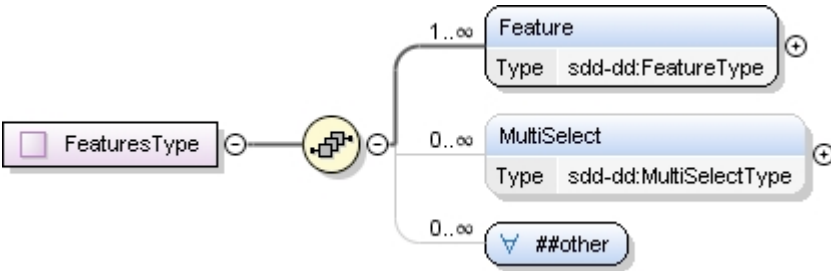 1..∞
Feature
Type sdd-dd:FeatureType
FeaturesType
0..∞
MultiSelect
Type sdd-dd:MultiSelectType
0..∞
∀ ##other